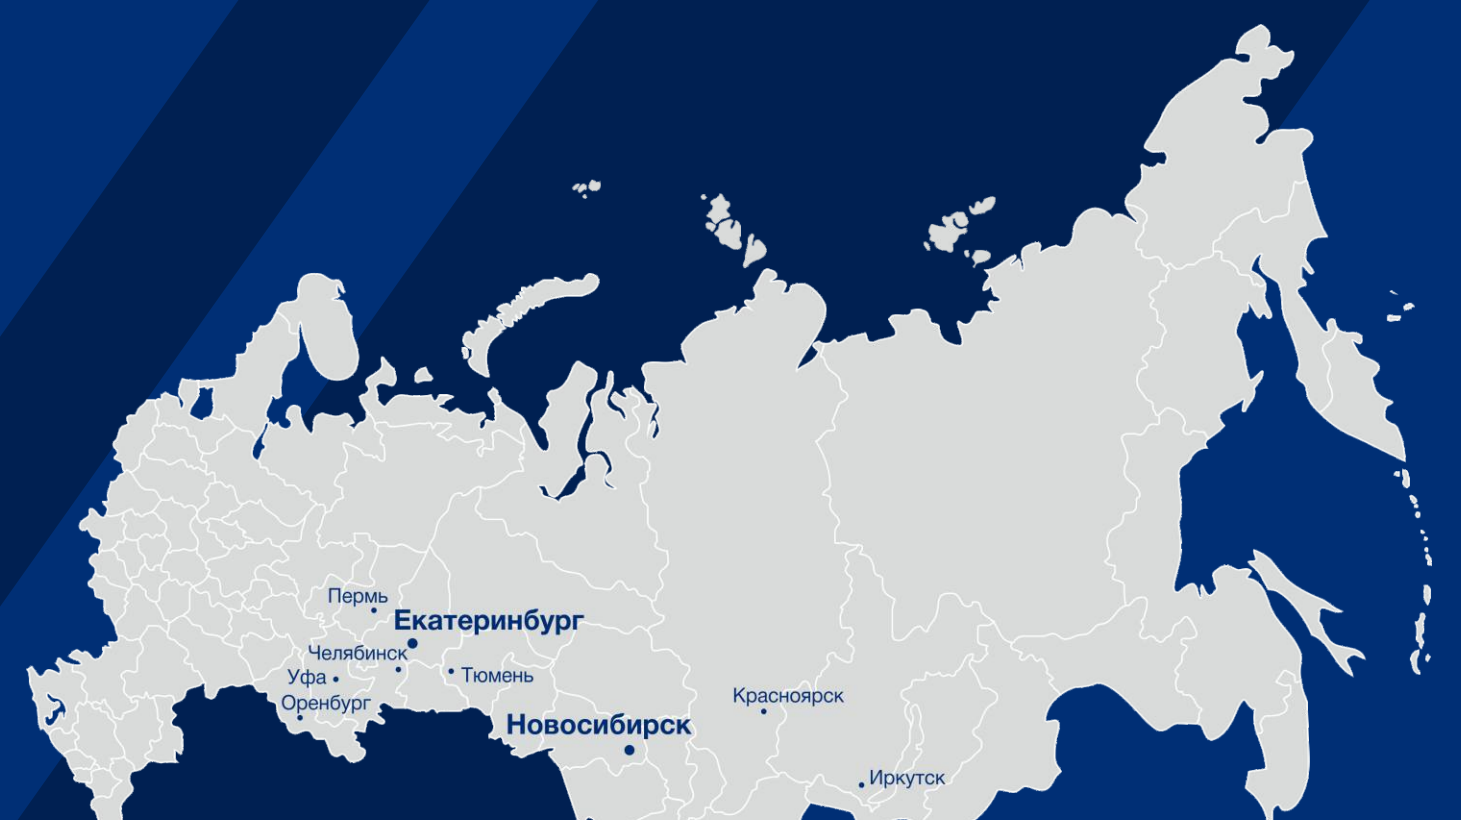 Пермь
Екатеринбург
Челябинск
Уфа
Тюмень
Оренбург
Красноярск
Новосибирск
Иркутск